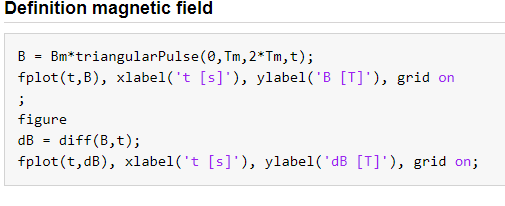 Definition magnetic field
B = Bm*triangularPulse(0,Tm,2*Tm,t);
fplot(t,B), xlabel('t [s]'), ylabel('B [T]'), grid on
;
figure
dB = diff(B,t);
fplot(t,dB), xlabel('t [s]'), ylabel('dB [T]'), grid on;